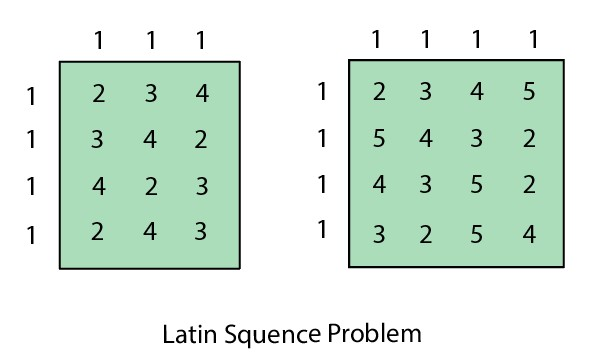 1 1 1
1 2 3 4
1 3 4 2
1 4 2 3
1 2 4 3
1 1 1 1
1 2 3 4 5
1 5 4 3 2
1 4 3 5 2
1 3 2 5 4
Latin Squence Problem